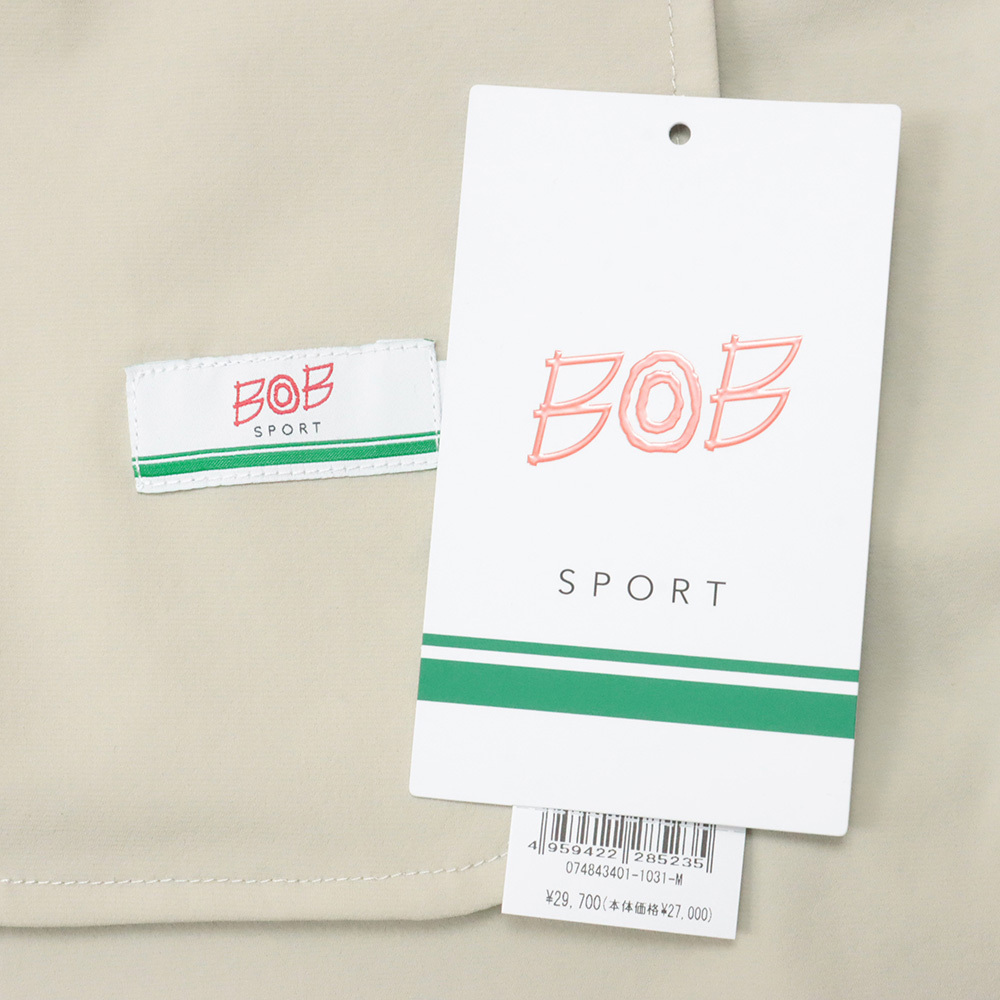 BOB
SPORT
BOB
SPORT
4 959422 285235
074843401-1031-M
¥29,700(本体価格¥27,000)